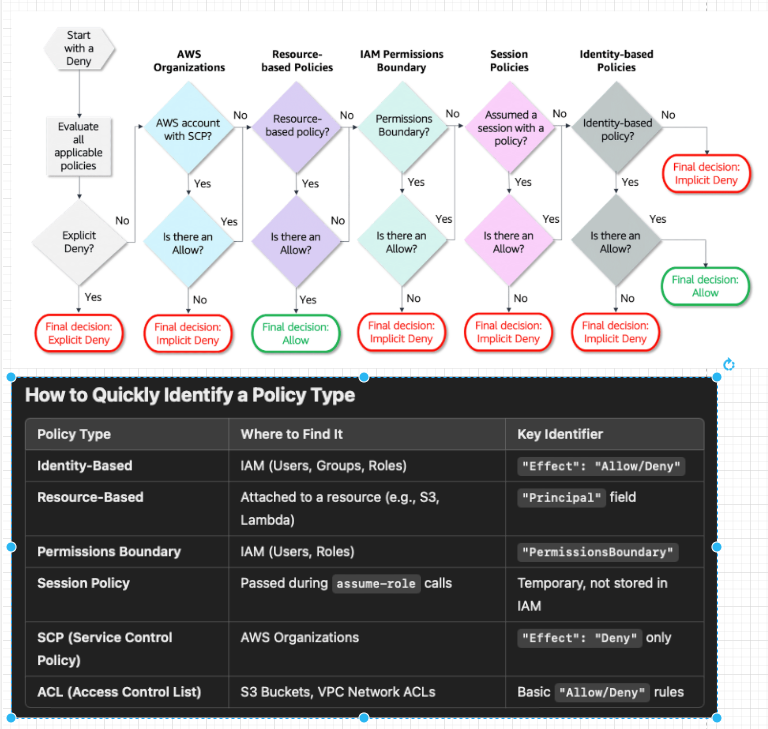 Start
with a
Deny
AWS
Organizations
Resource-
based Policies
IAM Permissions
Boundary
Session
Policies
Identity-based
Policies
Evaluate
all
applicable
policies
AWS account
with SCP?
No
Resource-
based policy?
No
Permissions
Boundary?
No
Assumed a
session with a
policy?
No
Identity-based
policy?
No
Final decision:
Implicit Deny
Yes
Yes
Yes
Yes
Yes
Explicit
Deny?
No
Is there an
Allow?
Yes
Is there an
Allow?
No
Is there an
Allow?
Yes
Is there an
Allow?
Yes
Is there an
Allow?
Yes
Final decision:
Allow
Yes
No
Yes
No
No
No
Final decision:
Explicit Deny
Final decision:
Implicit Deny
Final decision:
Allow
Final decision:
Implicit Deny
Final decision:
Implicit Deny
Final decision:
Implicit Deny
How to Quickly Identify a Policy Type
Policy Type
Where to Find It
Key Identifier
Identity-Based
IAM (Users, Groups, Roles)
"Effect": "Allow/Deny"
Resource-Based
Attached to a resource (e.g., S3,
Lambda)
"Principal" field
Permissions Boundary
IAM (Users, Roles)
"PermissionsBoundary"
Session Policy
Passed during assume-role calls
Temporary, not stored in
IAM
SCP (Service Control
Policy)
AWS Organizations
"Effect": "Deny" only
ACL (Access Control List)
S3 Buckets, VPC Network ACLs
Basic "Allow/Deny" rules